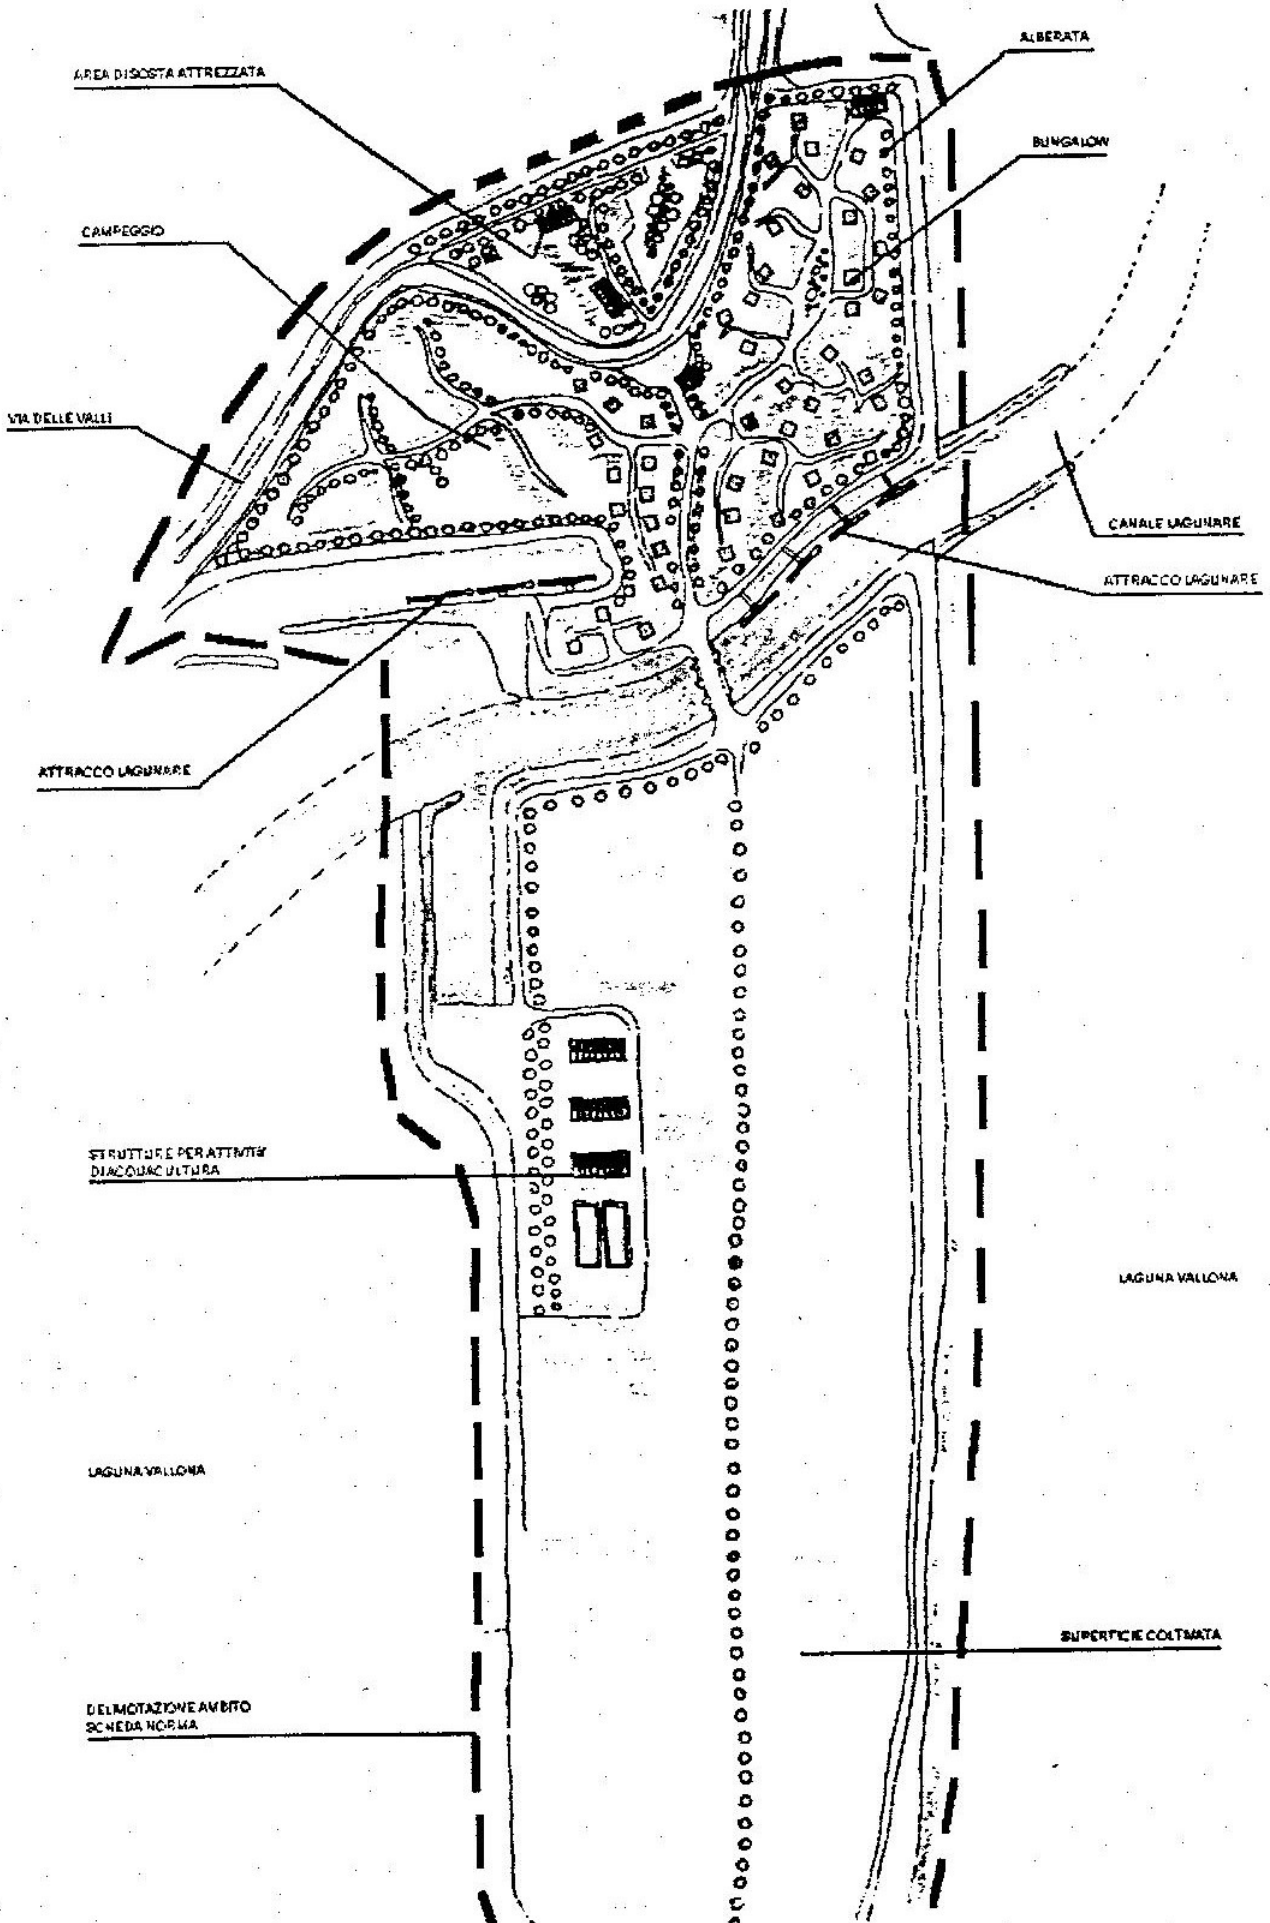 ALBERATA
AREA DI SOSTA ATTREZZATA
BUNGALOW
CAMPEGGIO
VIA DELLE VALLI
CANALE LAGUNARE
ATTRACCO LAGUNARE
ATTRACCO LAGUNARE
STRUTTURE PER ATTIVITA'
DI ACQUACULTURA
LAGUNA VALLONA
LAGUNA VALLONA
SUPERFICIE COLTIVATA
DELIMOTAZIONE AMBITO
SCHEDA NORMA